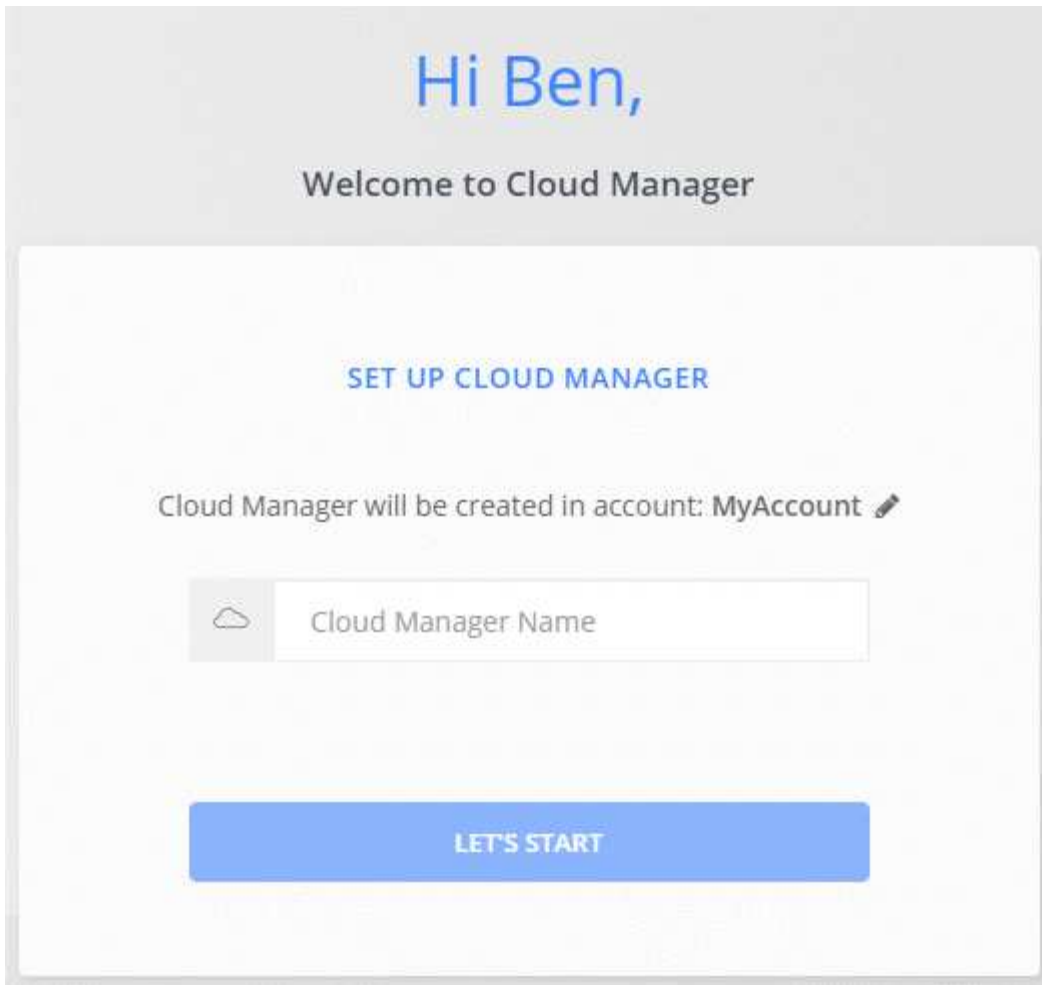 Hi Ben,
Welcome to Cloud Manager
SET UP CLOUD MANAGER
Cloud Manager will be created in account: MyAccount
Cloud Manager Name
LET'S START